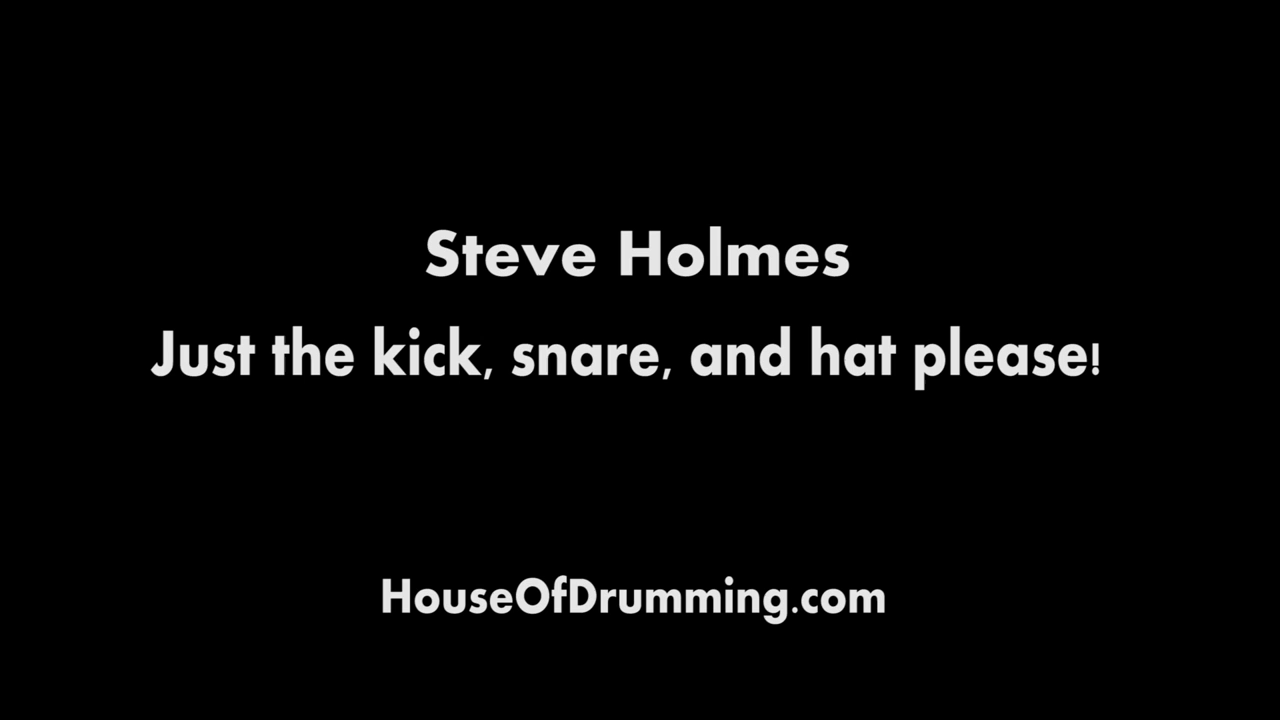 Steve Holmes
Just the kick, snare, and hat please!
HouseOfDrumming.com